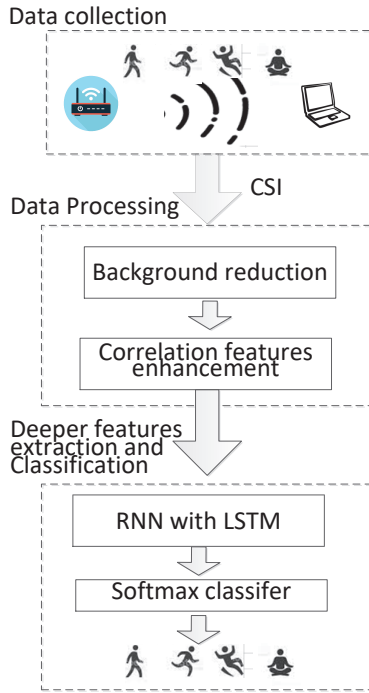 Data collection
CSI
Data Processing
Background reduction
Correlation features
enhancement
Deeper features
extraction and
Classification
RNN with LSTM
Softmax classifer